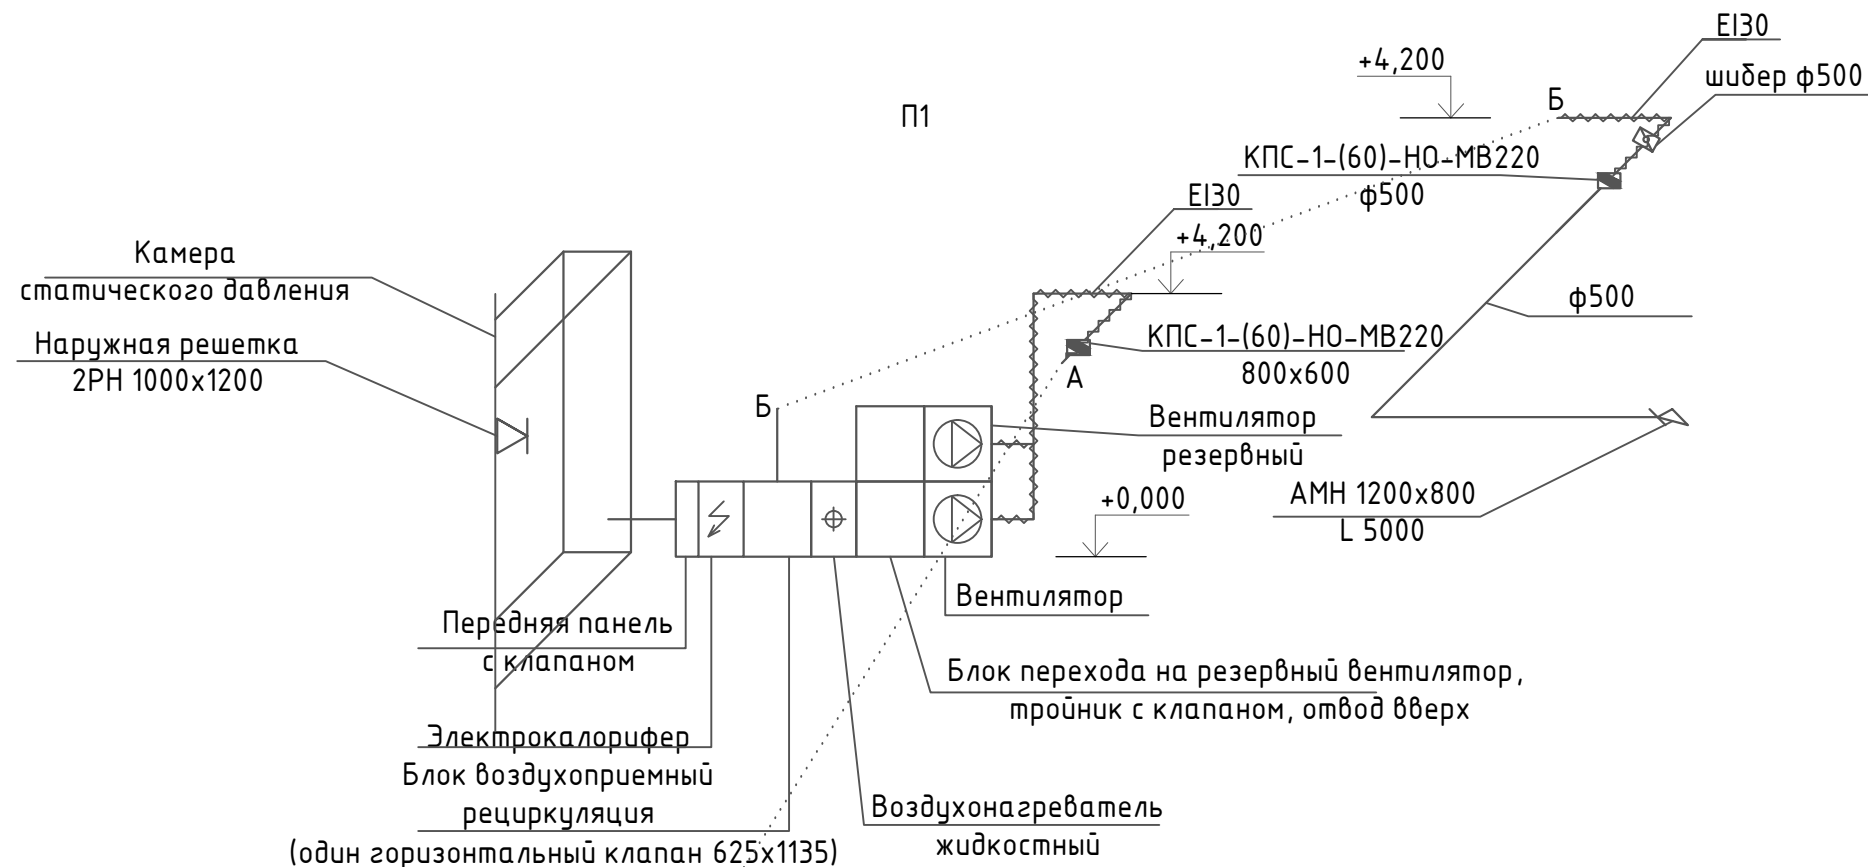 П1
EI30
шибер ф500
+4,200
Б
КПС-1-(60)-НО-МВ220
ф500
EI30
+4,200
Камера
статического давления
Наружная решетка
2РН 1000х1200
КПС-1-(60)-НО-МВ220
800х600
А
ф500
Б
Вентилятор
резервный
+0,000
АМН 1200х800
L 5000
Вентилятор
Передняя панель
с клапаном
Блок перехода на резервный вентилятор,
тройник с клапаном, отвод вверх
Электрокалорифер
Блок воздухоприемный
рециркуляция
(один горизонтальный клапан 625х1135)
Воздухонагреватель
жидкостный